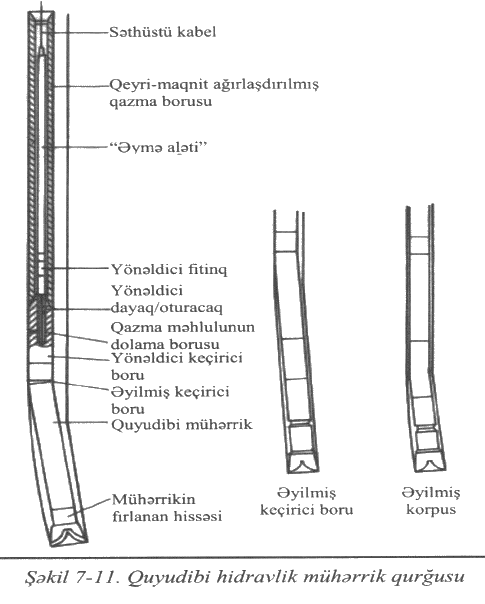 Səthüstü kabel
Qeyri-maqnit ağırlaşdırılmış
qazma borusu
“Əymə aləti”
Yönəldici fitinq
Yönəldici
dayaq/oturacaq
Qazma məhlulunun
dolama borusu
Yönəldici keçirici
boru
Əyilmiş keçirici
boru
Quyudibi mühərrik
Mühərrikin
fırlanan hissəsi
Əyilmiş
keçirici boru
Əyilmiş
korpus
Şəkil 7-11. Quyudibi hidravlik mühərrik qurğusu